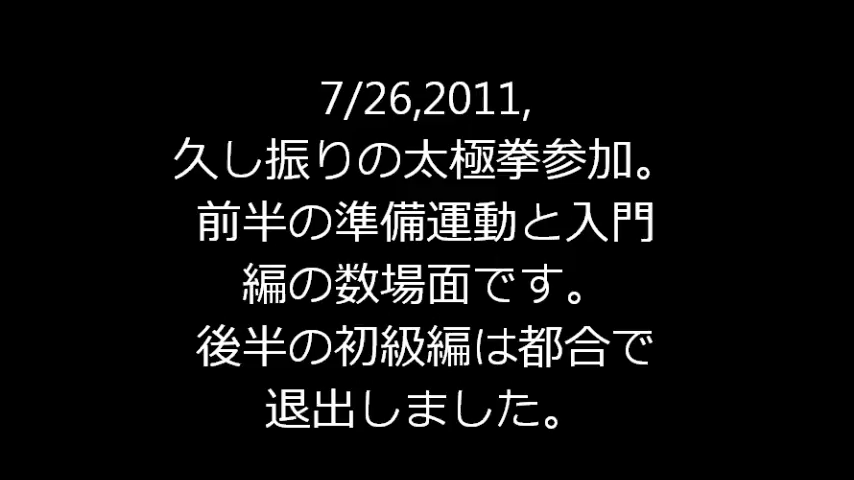 7/26,2011,
久し振りの太極拳参加。
前半の準備運動と入門
編の数場面です。
後半の初級編は都合で
退出しました。